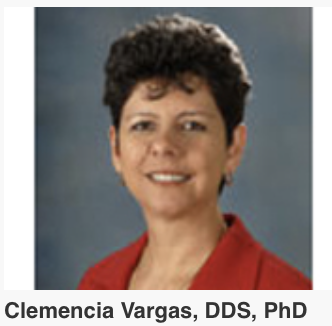 Clemencia Vargas, DDS, PhD